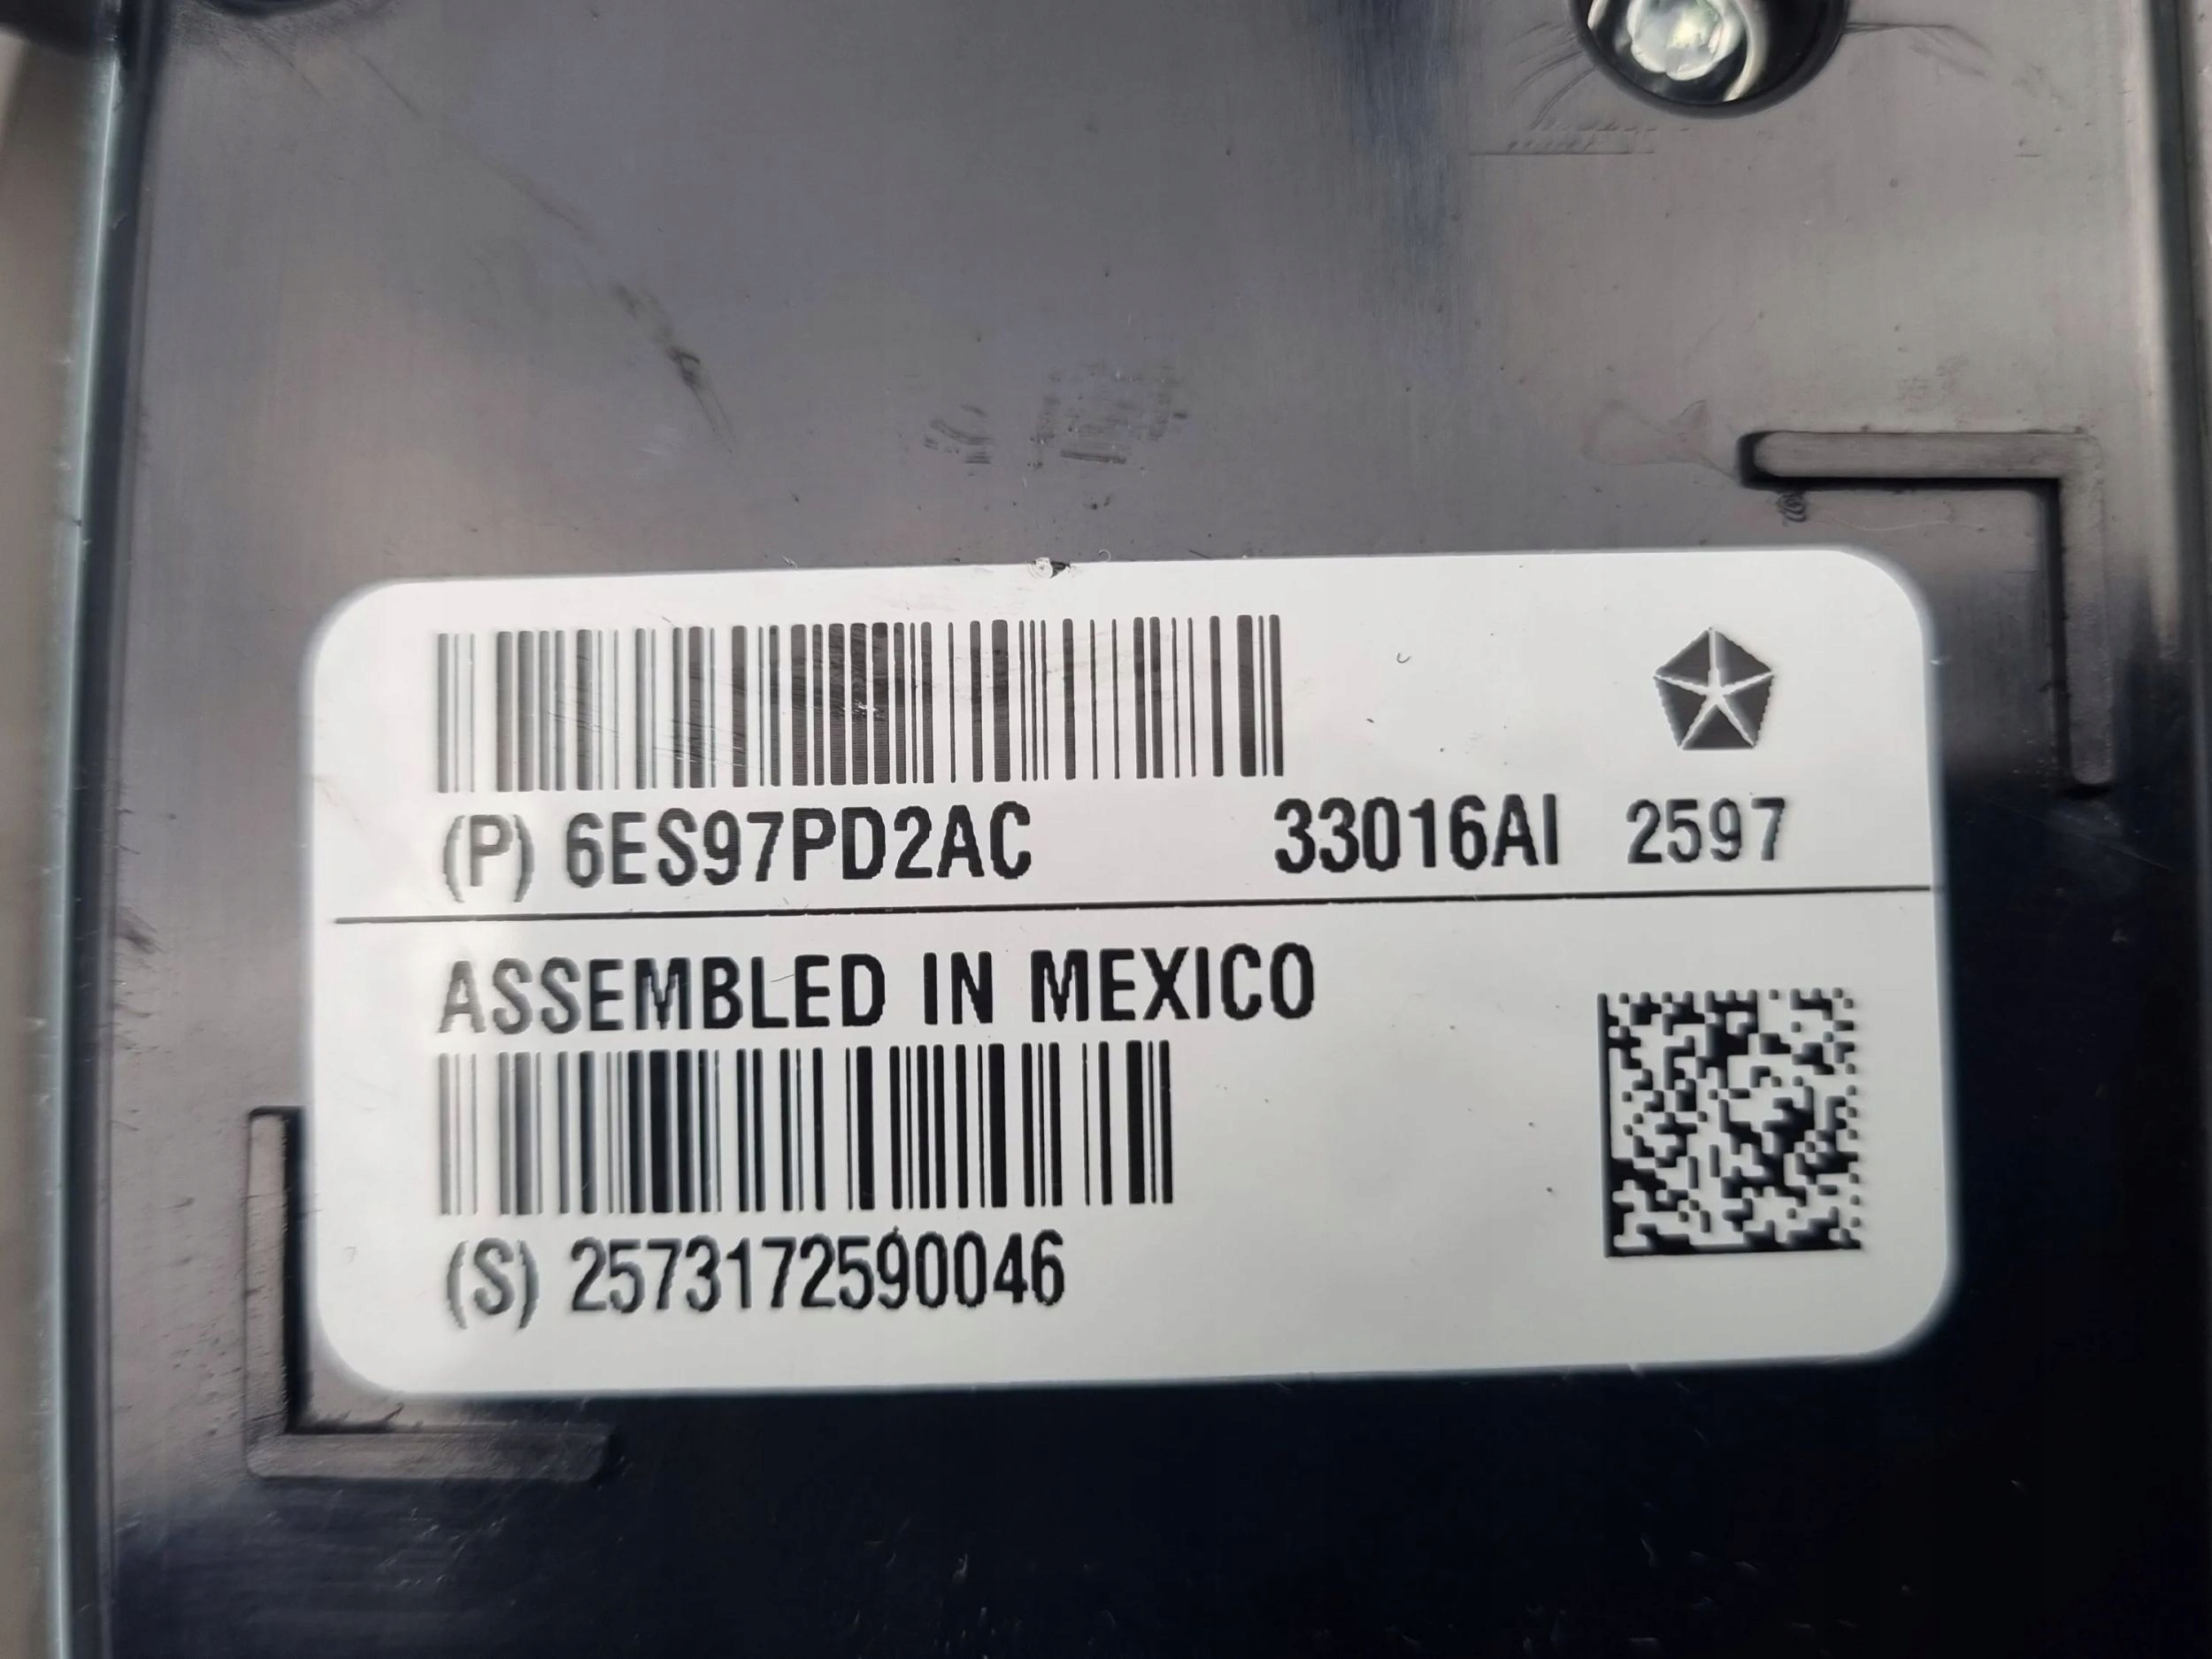 (P) 6ES97PD2AC 33016AI 2597
ASSEMBLED IN MEXICO
(S) 2573172590046